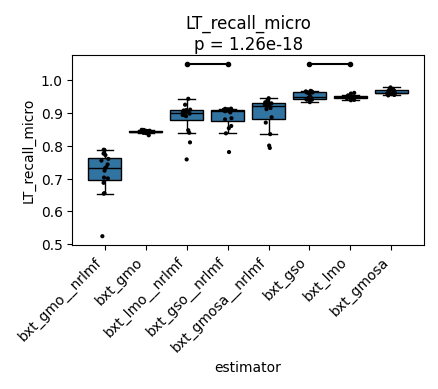 LT_recall_micro
p = 1.26e-18
LT_recall_micro
1.0
0.9
0.8
0.7
0.6
0.5
bxt_gmo__nrlmf
bxt_gmo
bxt_lmo__nrlmf
bxt_gso__nrlmf
bxt_gmosa__nrlmf
bxt_gso
bxt_lmo
bxt_gmosa
estimator